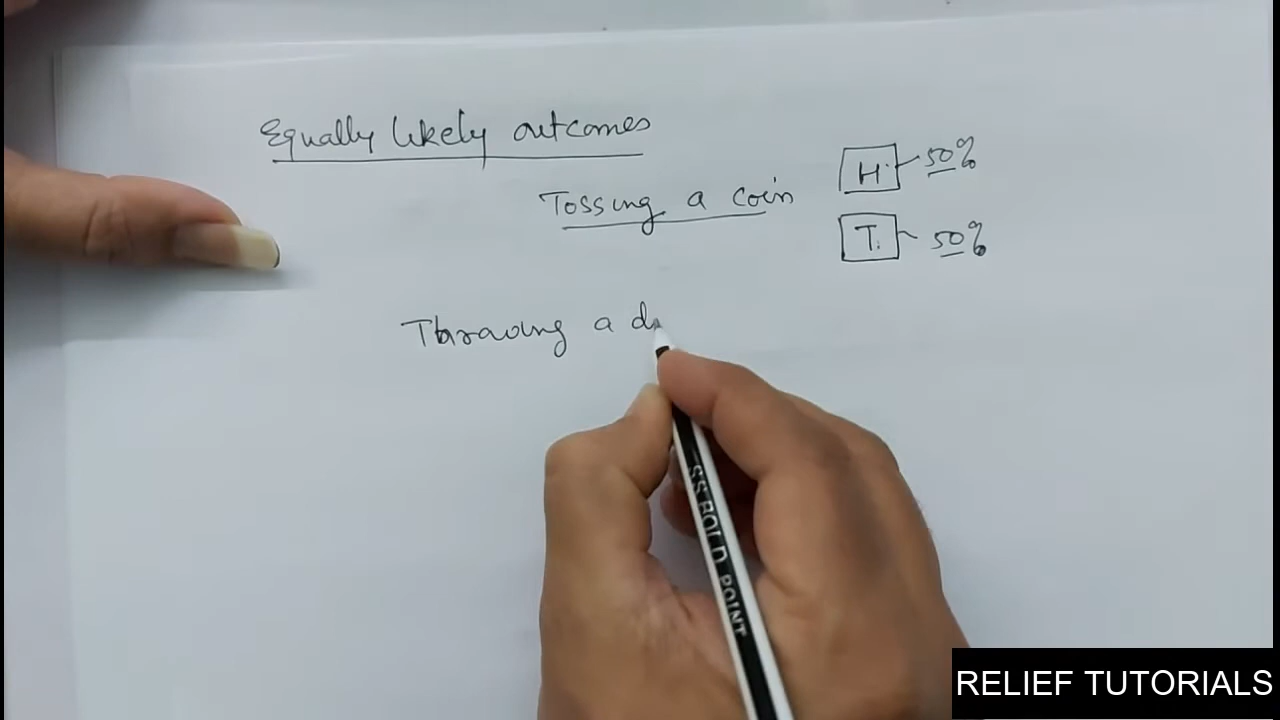 Equally likely outcomes
Tossing a coin
H 50%
T 50%
Throwing a d
SS BOLD POINT
RELIEF TUTORIALS